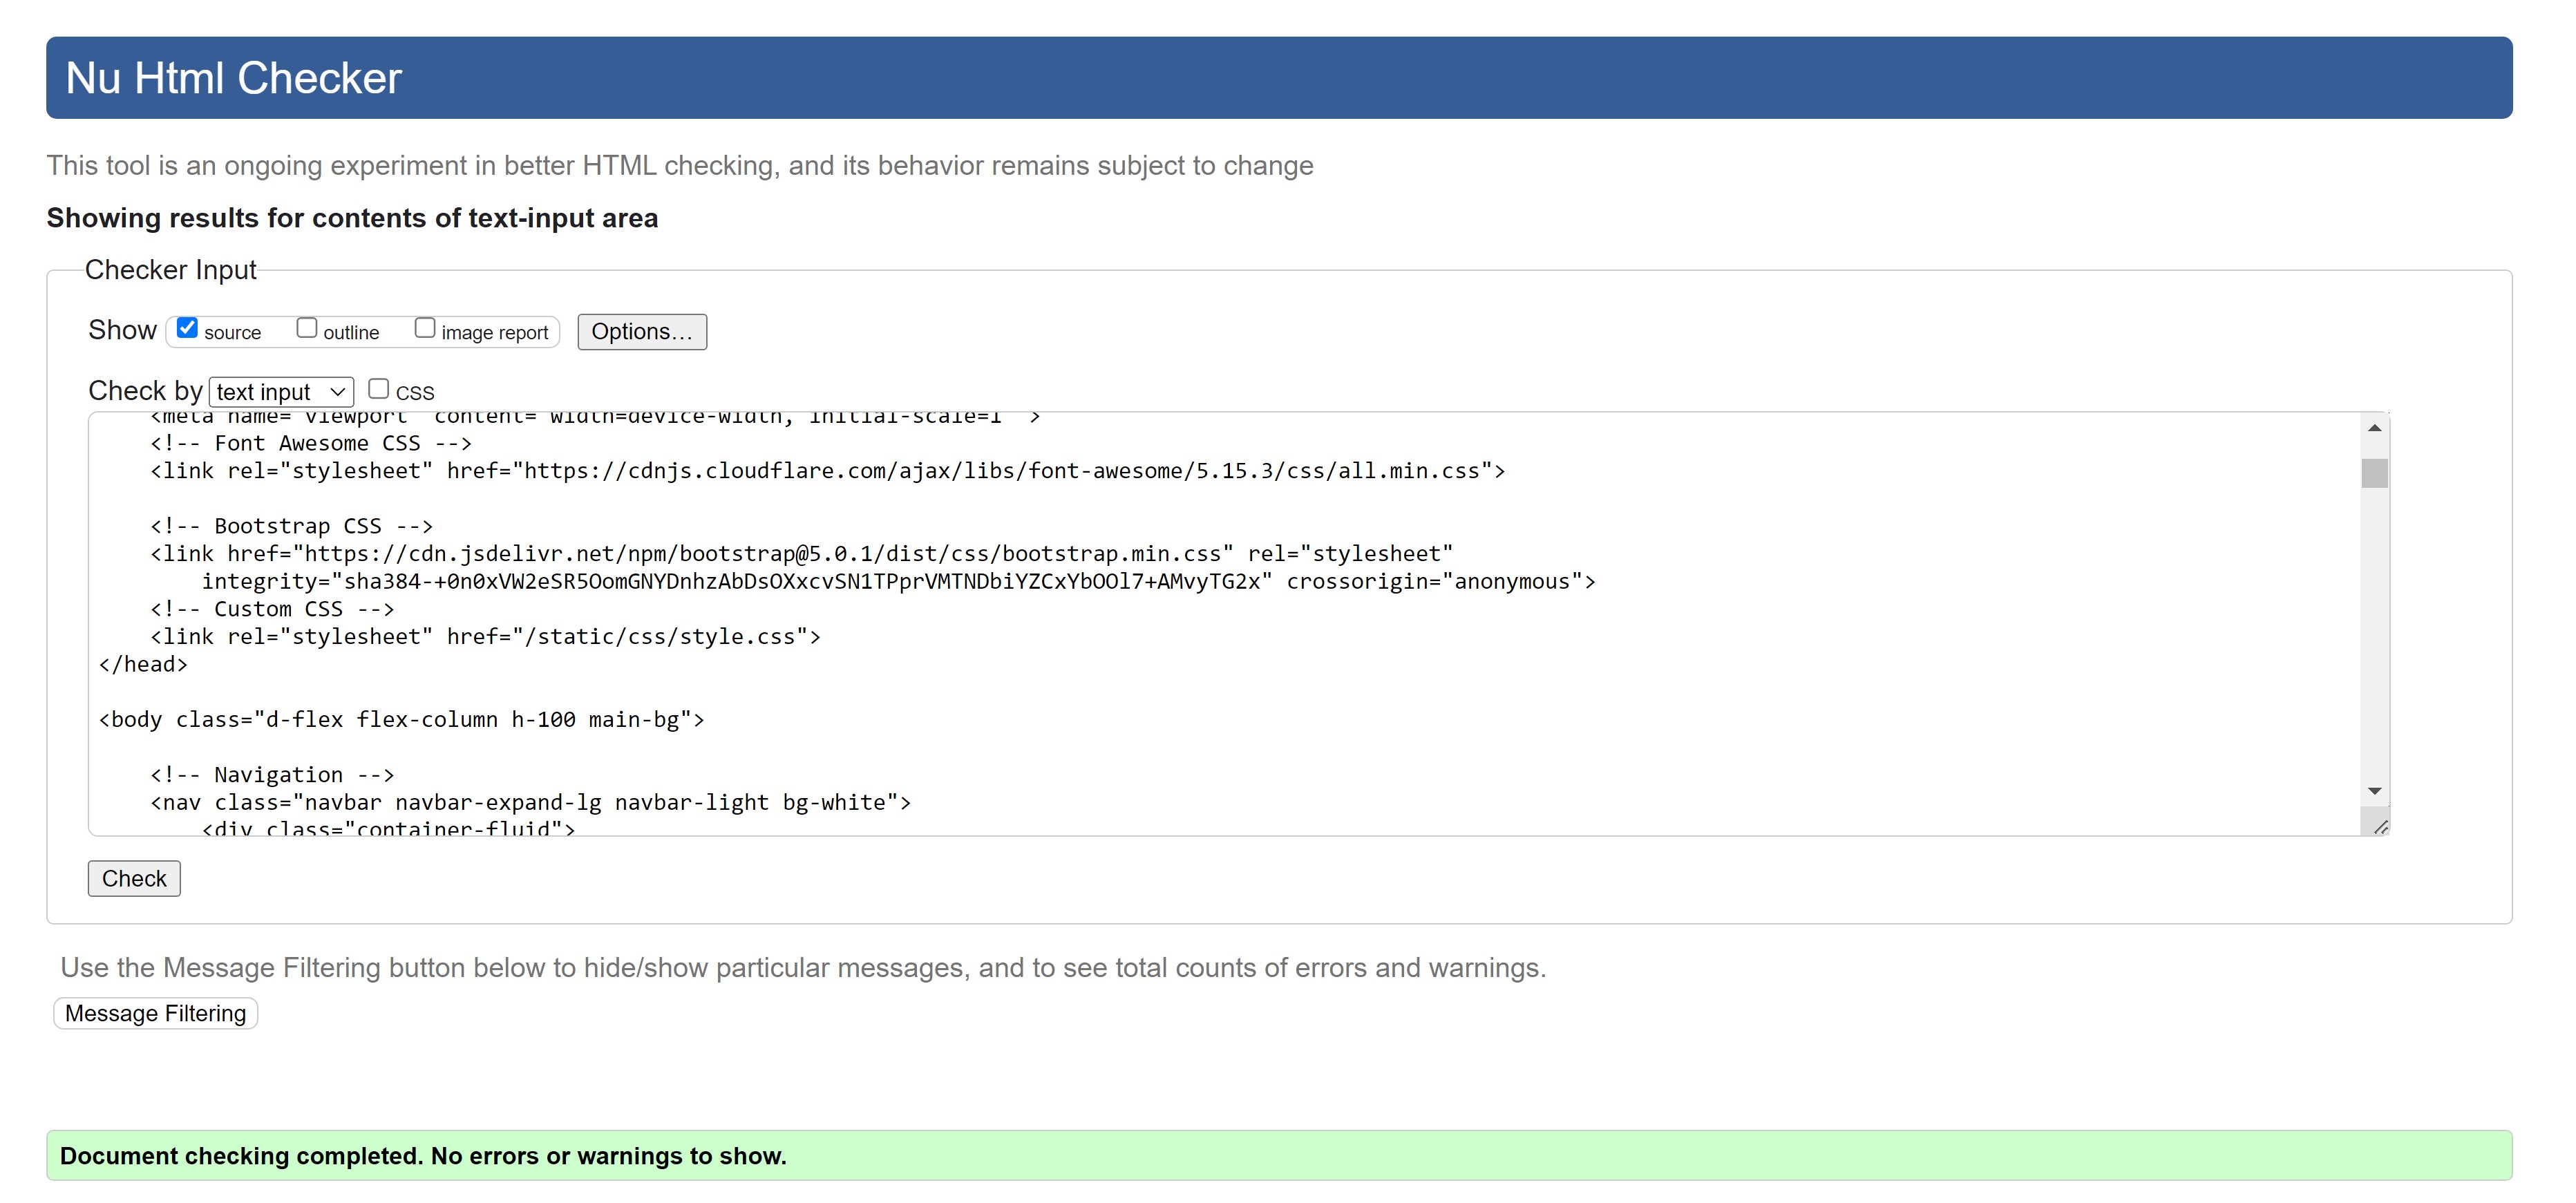 Nu Html Checker
This tool is an ongoing experiment in better HTML checking, and its behavior remains subject to change
Showing results for contents of text-input area
Checker Input
Show source outline image report Options...
Check by text input CSS
<meta name="viewport" content="width=device-width, initial-scale=1 ">
<!-- Font Awesome CSS -->
<link rel="stylesheet" href="https://cdnjs.cloudflare.com/ajax/libs/font-awesome/5.15.3/css/all.min.css">
<!-- Bootstrap CSS -->
<link href="https://cdn.jsdelivr.net/npm/bootstrap@5.0.1/dist/css/bootstrap.min.css" rel="stylesheet"
integrity="sha384-+0n0xVW2eSR5OomGNYDnhzAbDsOXxcvSN1TPprVMTNDbiYZCxYbOOl7+AMvyTG2x" crossorigin="anonymous">
<!-- Custom CSS -->
<link rel="stylesheet" href="/static/css/style.css">
</head>
<body class="d-flex flex-column h-100 main-bg">
<!-- Navigation -->
<nav class="navbar navbar-expand-lg navbar-light bg-white">
<div class="container-fluid">
Check
Use the Message Filtering button below to hide/show particular messages, and to see total counts of errors and warnings.
Message Filtering
Document checking completed. No errors or warnings to show.